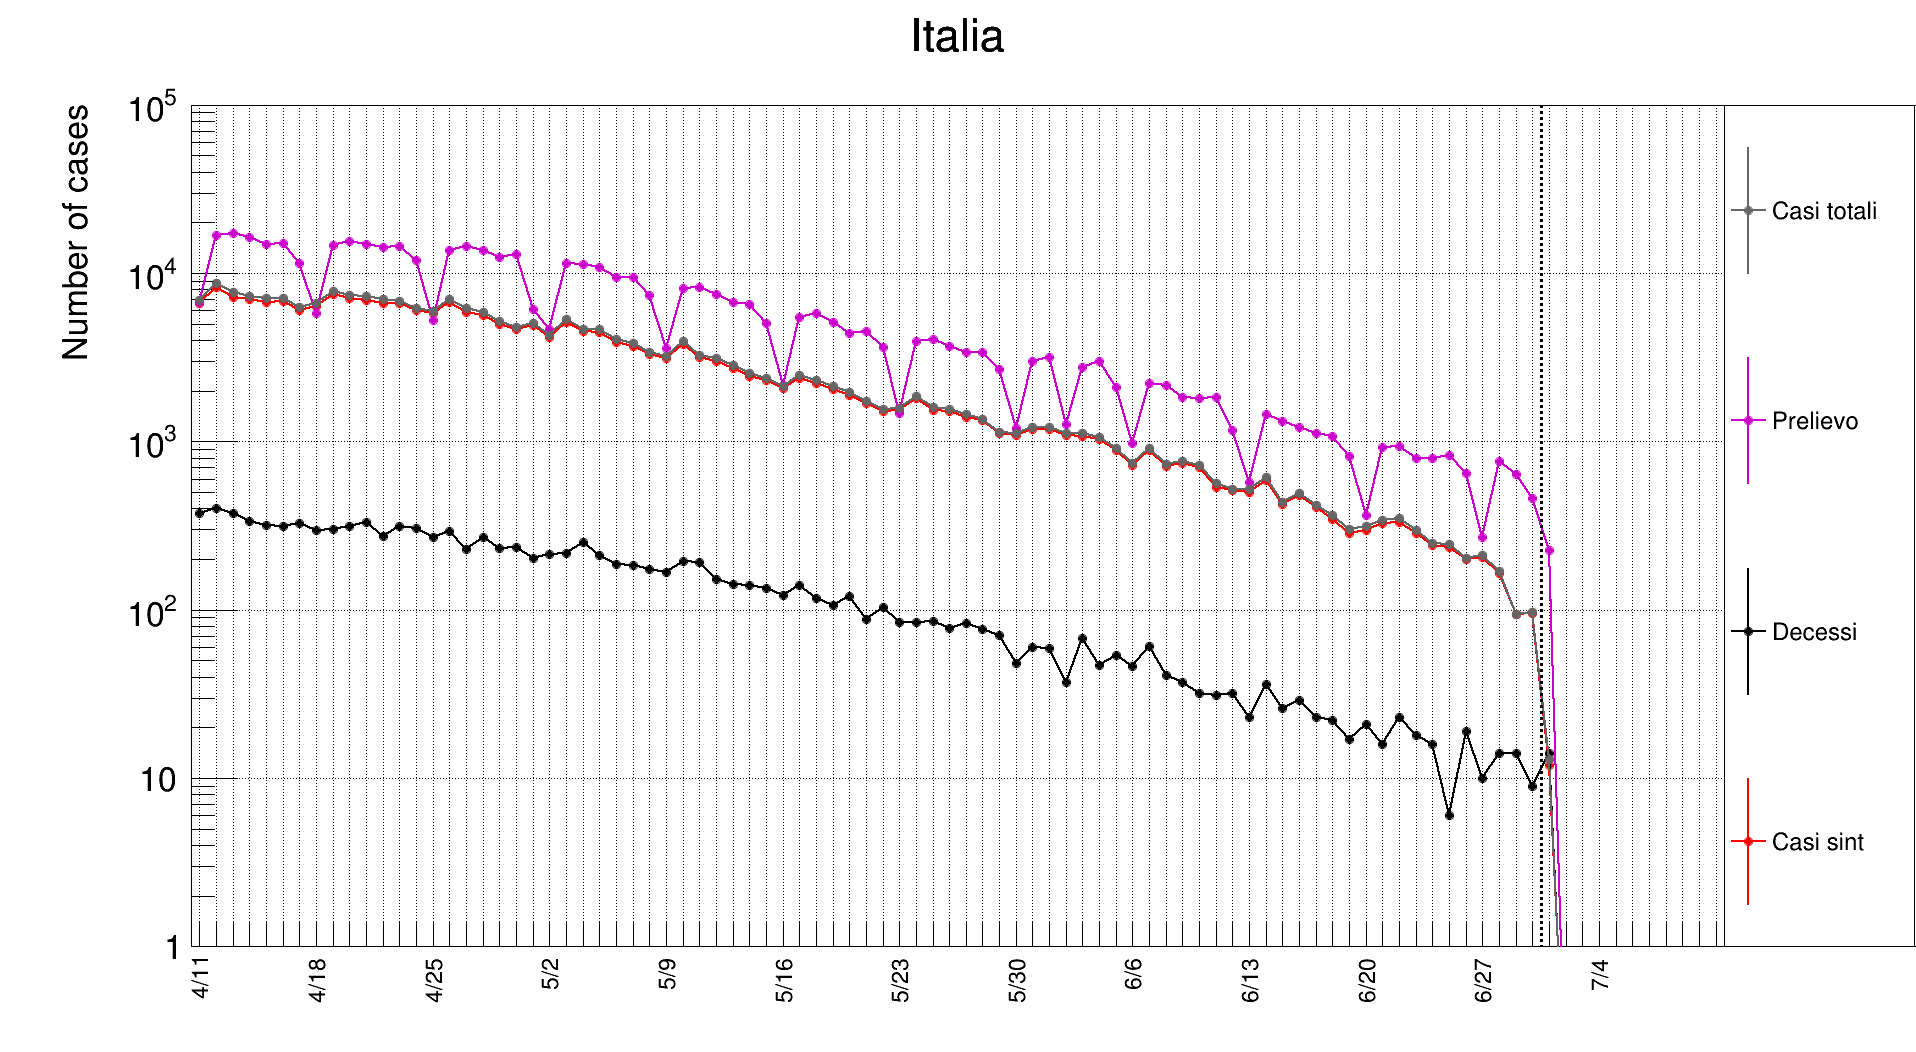 Italia
Number of cases
10^5
10^4
10^3
10^2
10
1
4/11 4/18 4/25 5/2 5/9 5/16 5/23 5/30 6/6 6/13 6/20 6/27 7/4
Casi totali
Prelievo
Decessi
Casi sint